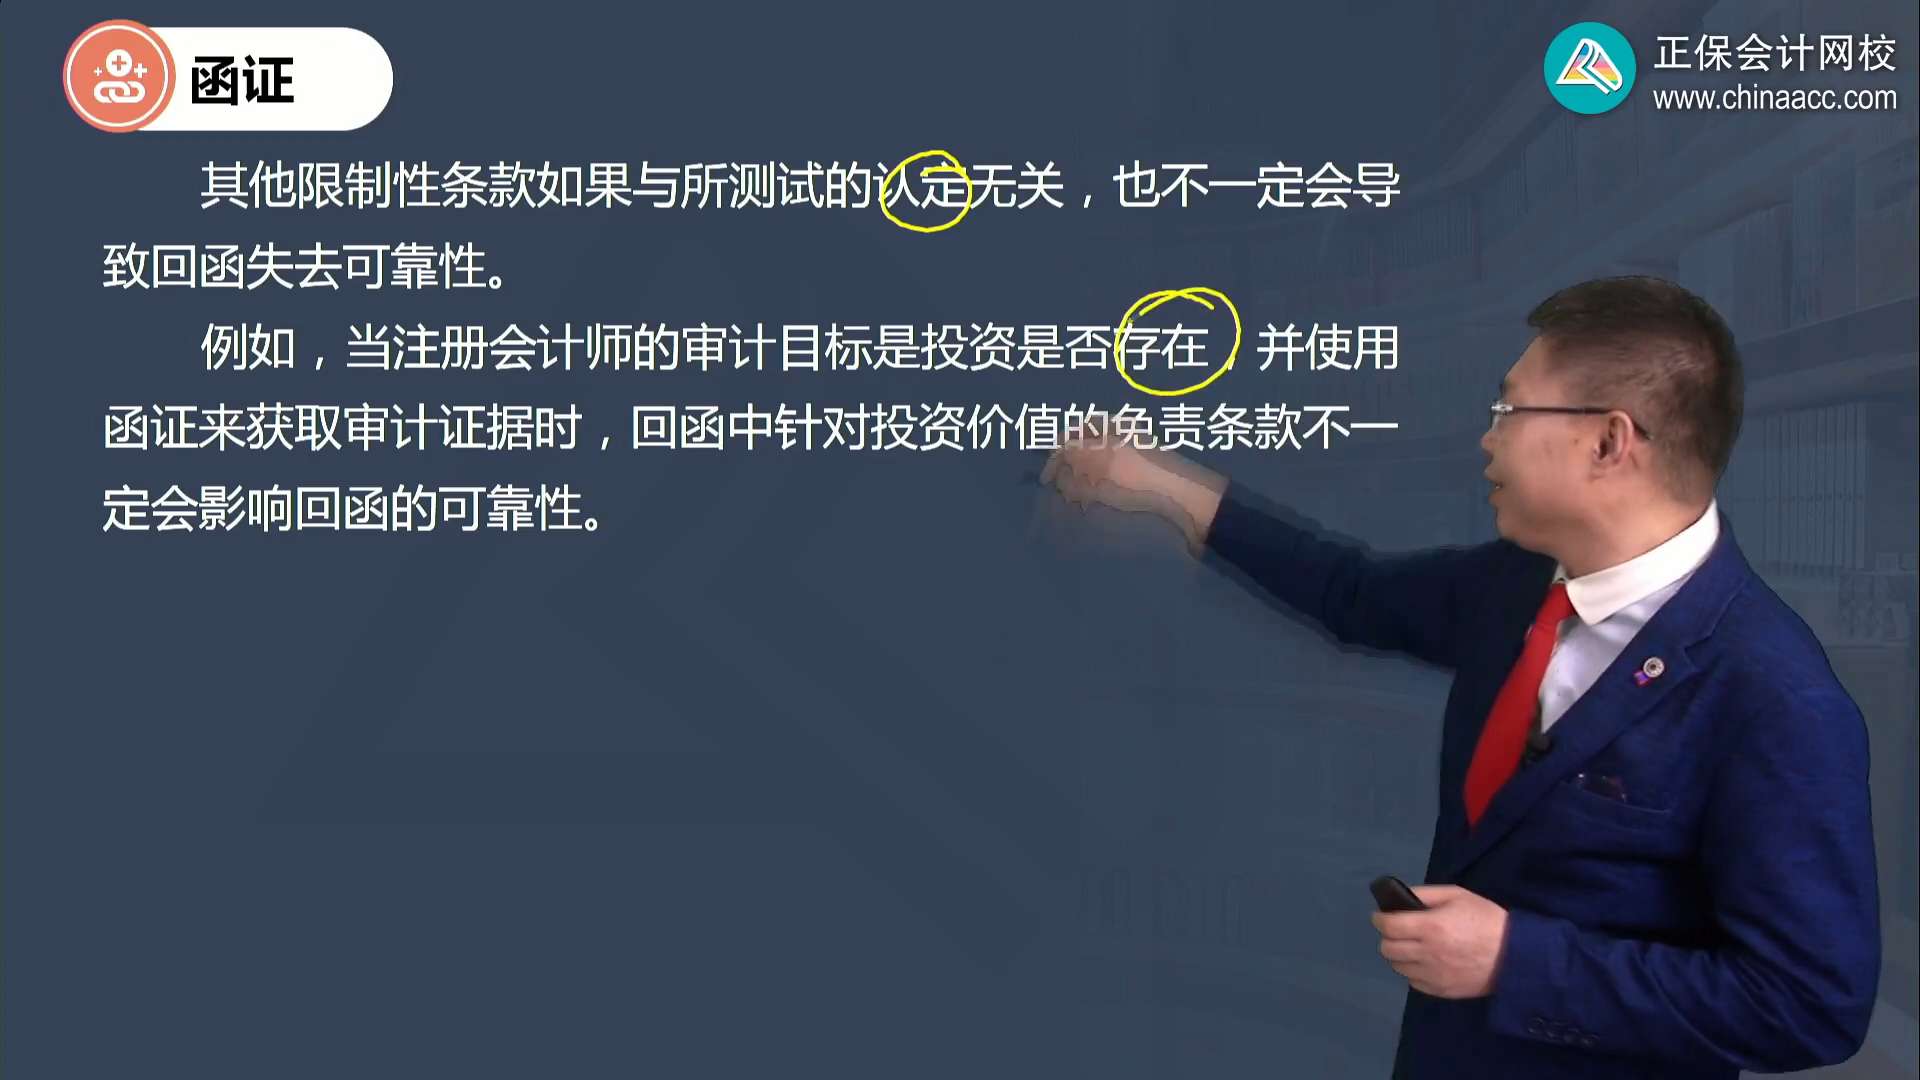 函证
正保会计网校
www.chinaacc.com
其他限制性条款如果与所测试的认定无关，也不一定会导
致回函失去可靠性。
例如，当注册会计师的审计目标是投资是否存在，并使用
函证来获取审计证据时，回函中针对投资价值的免责条款不一
定会影响回函的可靠性。